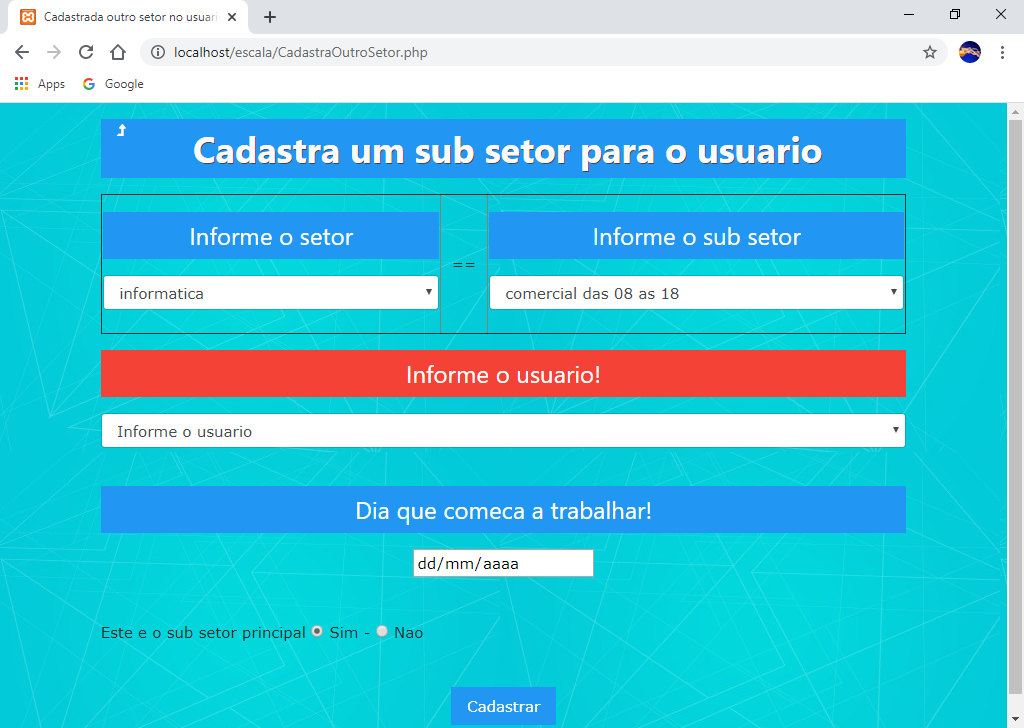 Cadastrada outro setor no usuari
localhost/escala/CadastraOutroSetor.php
Apps Google
Cadastra um sub setor para o usuario
Informe o setor == Informe o sub setor
informatica comercial das 08 as 18
Informe o usuario!
Informe o usuario
Dia que comeca a trabalhar!
dd/mm/aaaa
Este e o sub setor principal Sim - Nao
Cadastrar